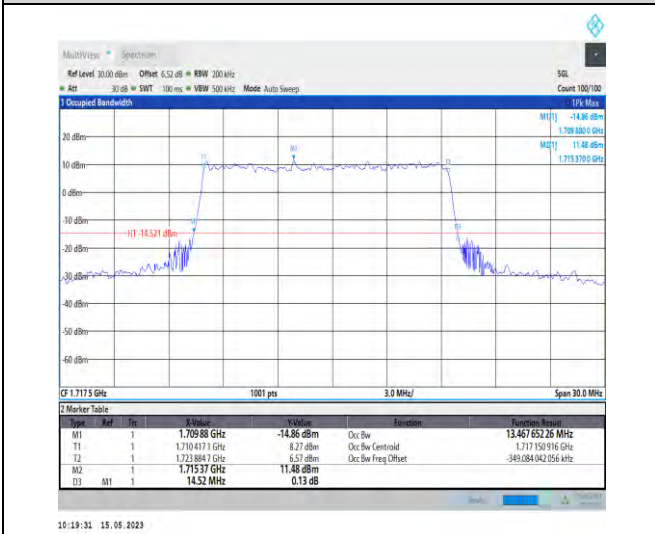 MultiView Spectrum
Ref Level 30.00 dBm Offset 6.52 dB RBW 200 kHz SGL
Att 30 dB SWT 100 ms VBW 500 kHz Mode Auto Sweep Count 100/100
1 Occupied Bandwidth 1Pk Max
M1[1] -14.86 dBm
1.709 880 0 GHz
20 dBm M2[1] 11.48 dBm
1.715 370 0 GHz
M2
T1 T2
10 dBm
0 dBm
-10 dBm
M1 D3
H1 -14.521 dBm
-20 dBm
-30 dBm
-40 dBm
-50 dBm
-60 dBm
CF 1.717 5 GHz 1001 pts 3.0 MHz/ Span 30.0 MHz
2 Marker Table
Type Ref Trc X-Value Y-Value Function Function Result
M1 1 1.709 88 GHz -14.86 dBm Occ Bw 13.467 652 26 MHz
T1 1 1.710 417 1 GHz 8.27 dBm Occ Bw Centroid 1.717 150 916 GHz
T2 1 1.723 884 7 GHz 6.57 dBm Occ Bw Freq Offset -349.084 042 056 kHz
M2 1 1.715 37 GHz 11.48 dBm
D3 M1 1 14.52 MHz 0.13 dB
Ready
10:19:31 15.05.2023